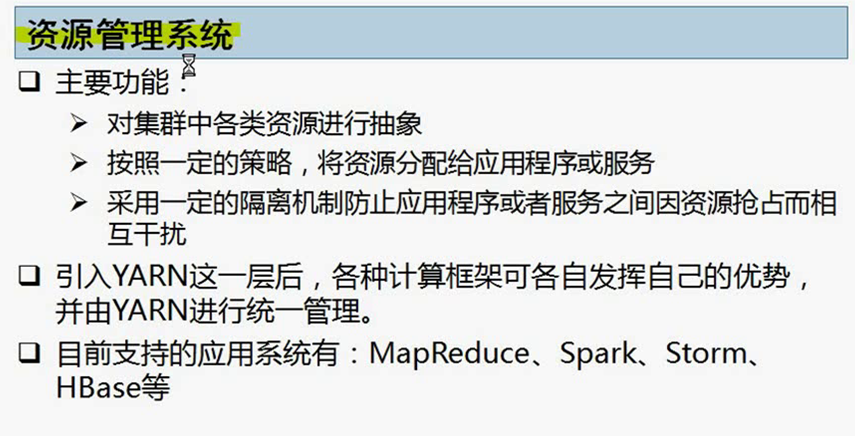 资源管理系统
主要功能：
对集群中各类资源进行抽象
按照一定的策略，将资源分配给应用程序或服务
采用一定的隔离机制防止应用程序或者服务之间因资源抢占而相
互干扰
引入YARN这一层后，各种计算框架可各自发挥自己的优势，
并由YARN进行统一管理。
目前支持的应用系统有：MapReduce、Spark、Storm、
HBase等